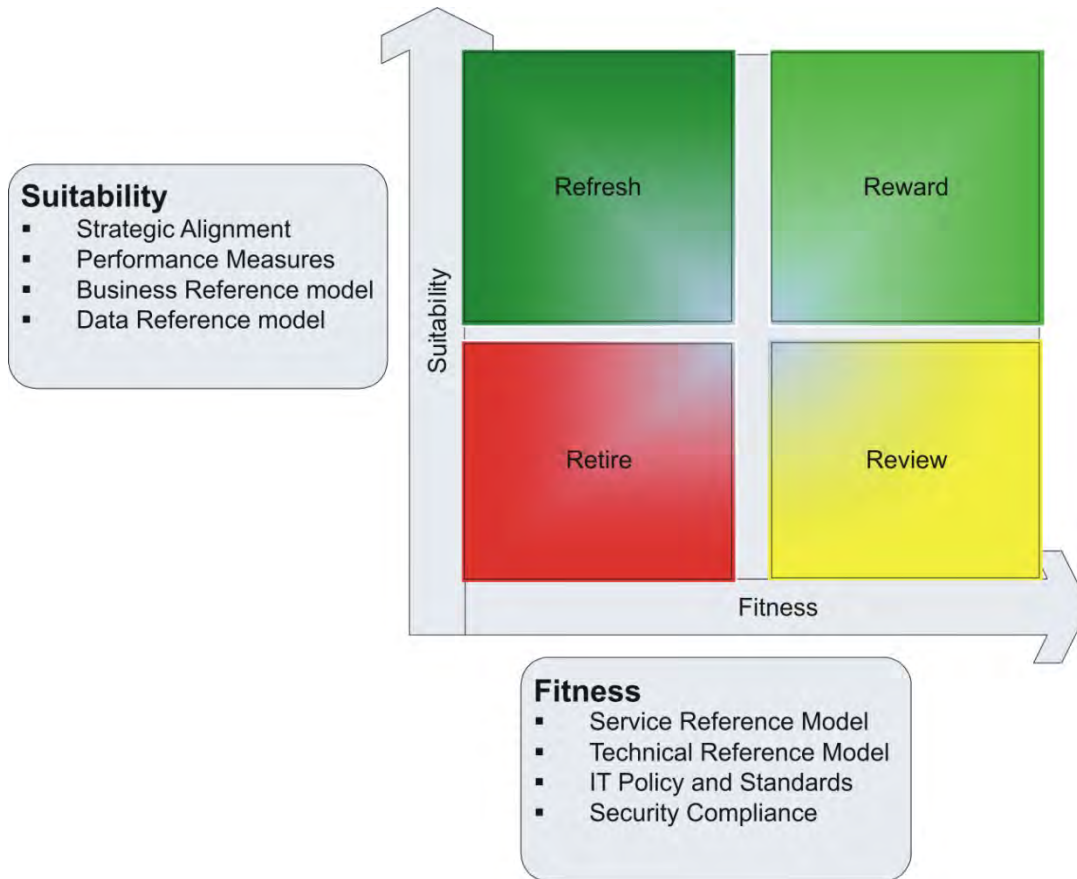 Suitability
▪ Strategic Alignment
▪ Performance Measures
▪ Business Reference model
▪ Data Reference model
Suitability
Refresh
Reward
Retire
Review
Fitness
Fitness
▪ Service Reference Model
▪ Technical Reference Model
▪ IT Policy and Standards
▪ Security Compliance